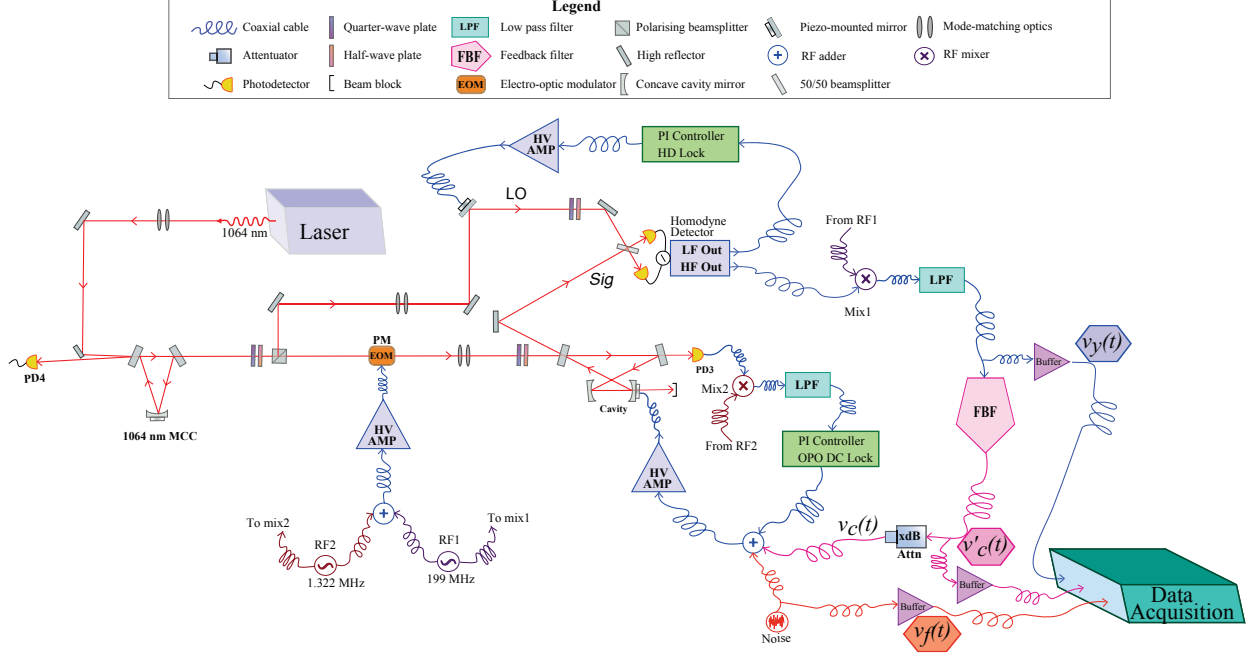 Legend
Coaxial cable
Quarter-wave plate
LPF
Low pass filter
Polarising beamsplitter
Piezo-mounted mirror
Mode-matching optics
Attentuator
Half-wave plate
FBF
Feedback filter
High reflector
RF adder
RF mixer
Photodetector
Beam block
EOM
Electro-optic modulator
Concave cavity mirror
50/50 beamsplitter
HV
AMP
PI Controller
HD Lock
LO
1064 nm
Laser
Homodyne
Detector
From RF1
LF Out
HF Out
Sig
LPF
Mix1
PM
EOM
PD4
1064 nm MCC
PD3
Mix2
LPF
Cavity
From RF2
PI Controller
OPO DC Lock
Buffer
vy(t)
FBF
HV
AMP
HV
AMP
To mix2
RF2
1.322 MHz
RF1
199 MHz
To mix1
vc(t)
xdB
Attn
v'c(t)
Buffer
Buffer
vf(t)
Noise
Data
Acquisition